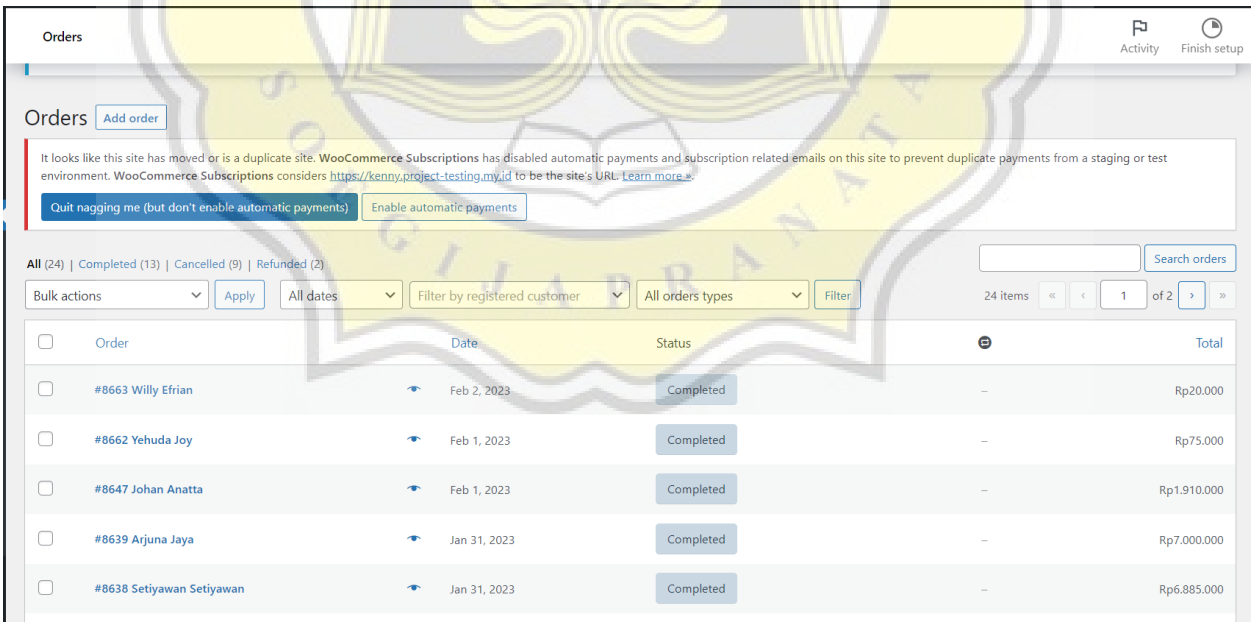 Orders
Activity
Finish setup
Orders
Add order
It looks like this site has moved or is a duplicate site. WooCommerce Subscriptions has disabled automatic payments and subscription related emails on this site to prevent duplicate payments from a staging or test
environment. WooCommerce Subscriptions considers https://kenny.project-testing.my.id to be the site's URL. Learn more ».
Quit nagging me (but don't enable automatic payments) Enable automatic payments
All (24) | Completed (13) | Cancelled (9) | Refunded (2)
Search orders
Bulk actions Apply All dates Filter by registered customer All orders types Filter 24 items « ‹ 1 of 2 › »
Order Date Status Total
#8663 Willy Efrian Feb 2, 2023 Completed – Rp20.000
#8662 Yehuda Joy Feb 1, 2023 Completed – Rp75.000
#8647 Johan Anatta Feb 1, 2023 Completed – Rp1.910.000
#8639 Arjuna Jaya Jan 31, 2023 Completed – Rp7.000.000
#8638 Setiyawan Setiyawan Jan 31, 2023 Completed – Rp6.885.000
SOEGIJAPRANATA